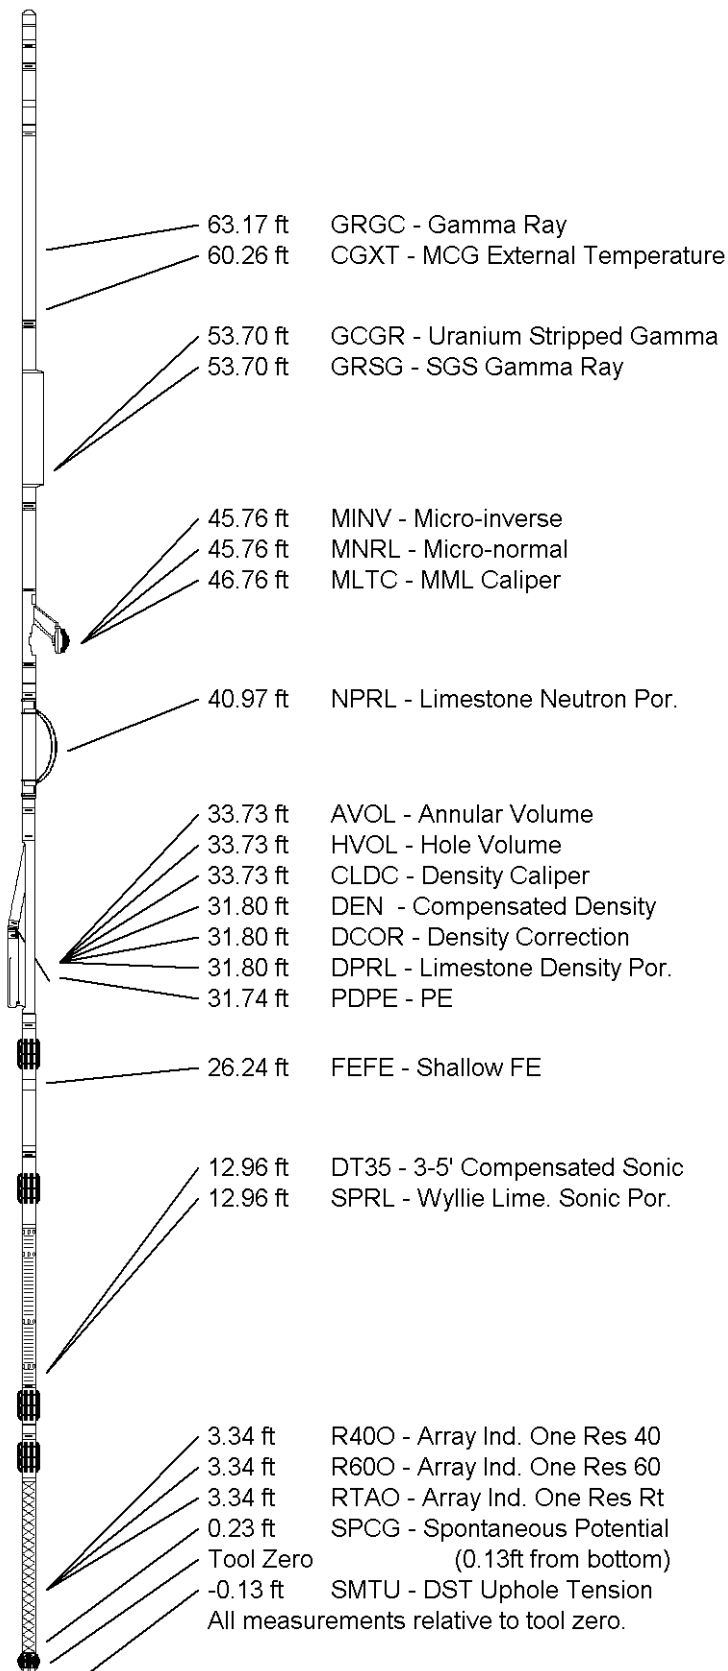 63.17 ft GRGC - Gamma Ray
60.26 ft CGXT - MCG External Temperature
53.70 ft GCGR - Uranium Stripped Gamma
53.70 ft GRSG - SGS Gamma Ray
45.76 ft MINV - Micro-inverse
45.76 ft MNRL - Micro-normal
46.76 ft MLTC - MML Caliper
40.97 ft NPRL - Limestone Neutron Por.
33.73 ft AVOL - Annular Volume
33.73 ft HVOL - Hole Volume
33.73 ft CLDC - Density Caliper
31.80 ft DEN - Compensated Density
31.80 ft DCOR - Density Correction
31.80 ft DPRL - Limestone Density Por.
31.74 ft PDPE - PE
26.24 ft FEFE - Shallow FE
12.96 ft DT35 - 3-5' Compensated Sonic
12.96 ft SPRL - Wyllie Lime. Sonic Por.
3.34 ft R40O - Array Ind. One Res 40
3.34 ft R60O - Array Ind. One Res 60
3.34 ft RTAO - Array Ind. One Res Rt
0.23 ft SPCG - Spontaneous Potential
Tool Zero (0.13ft from bottom)
-0.13 ft SMTU - DST Uphole Tension
All measurements relative to tool zero.